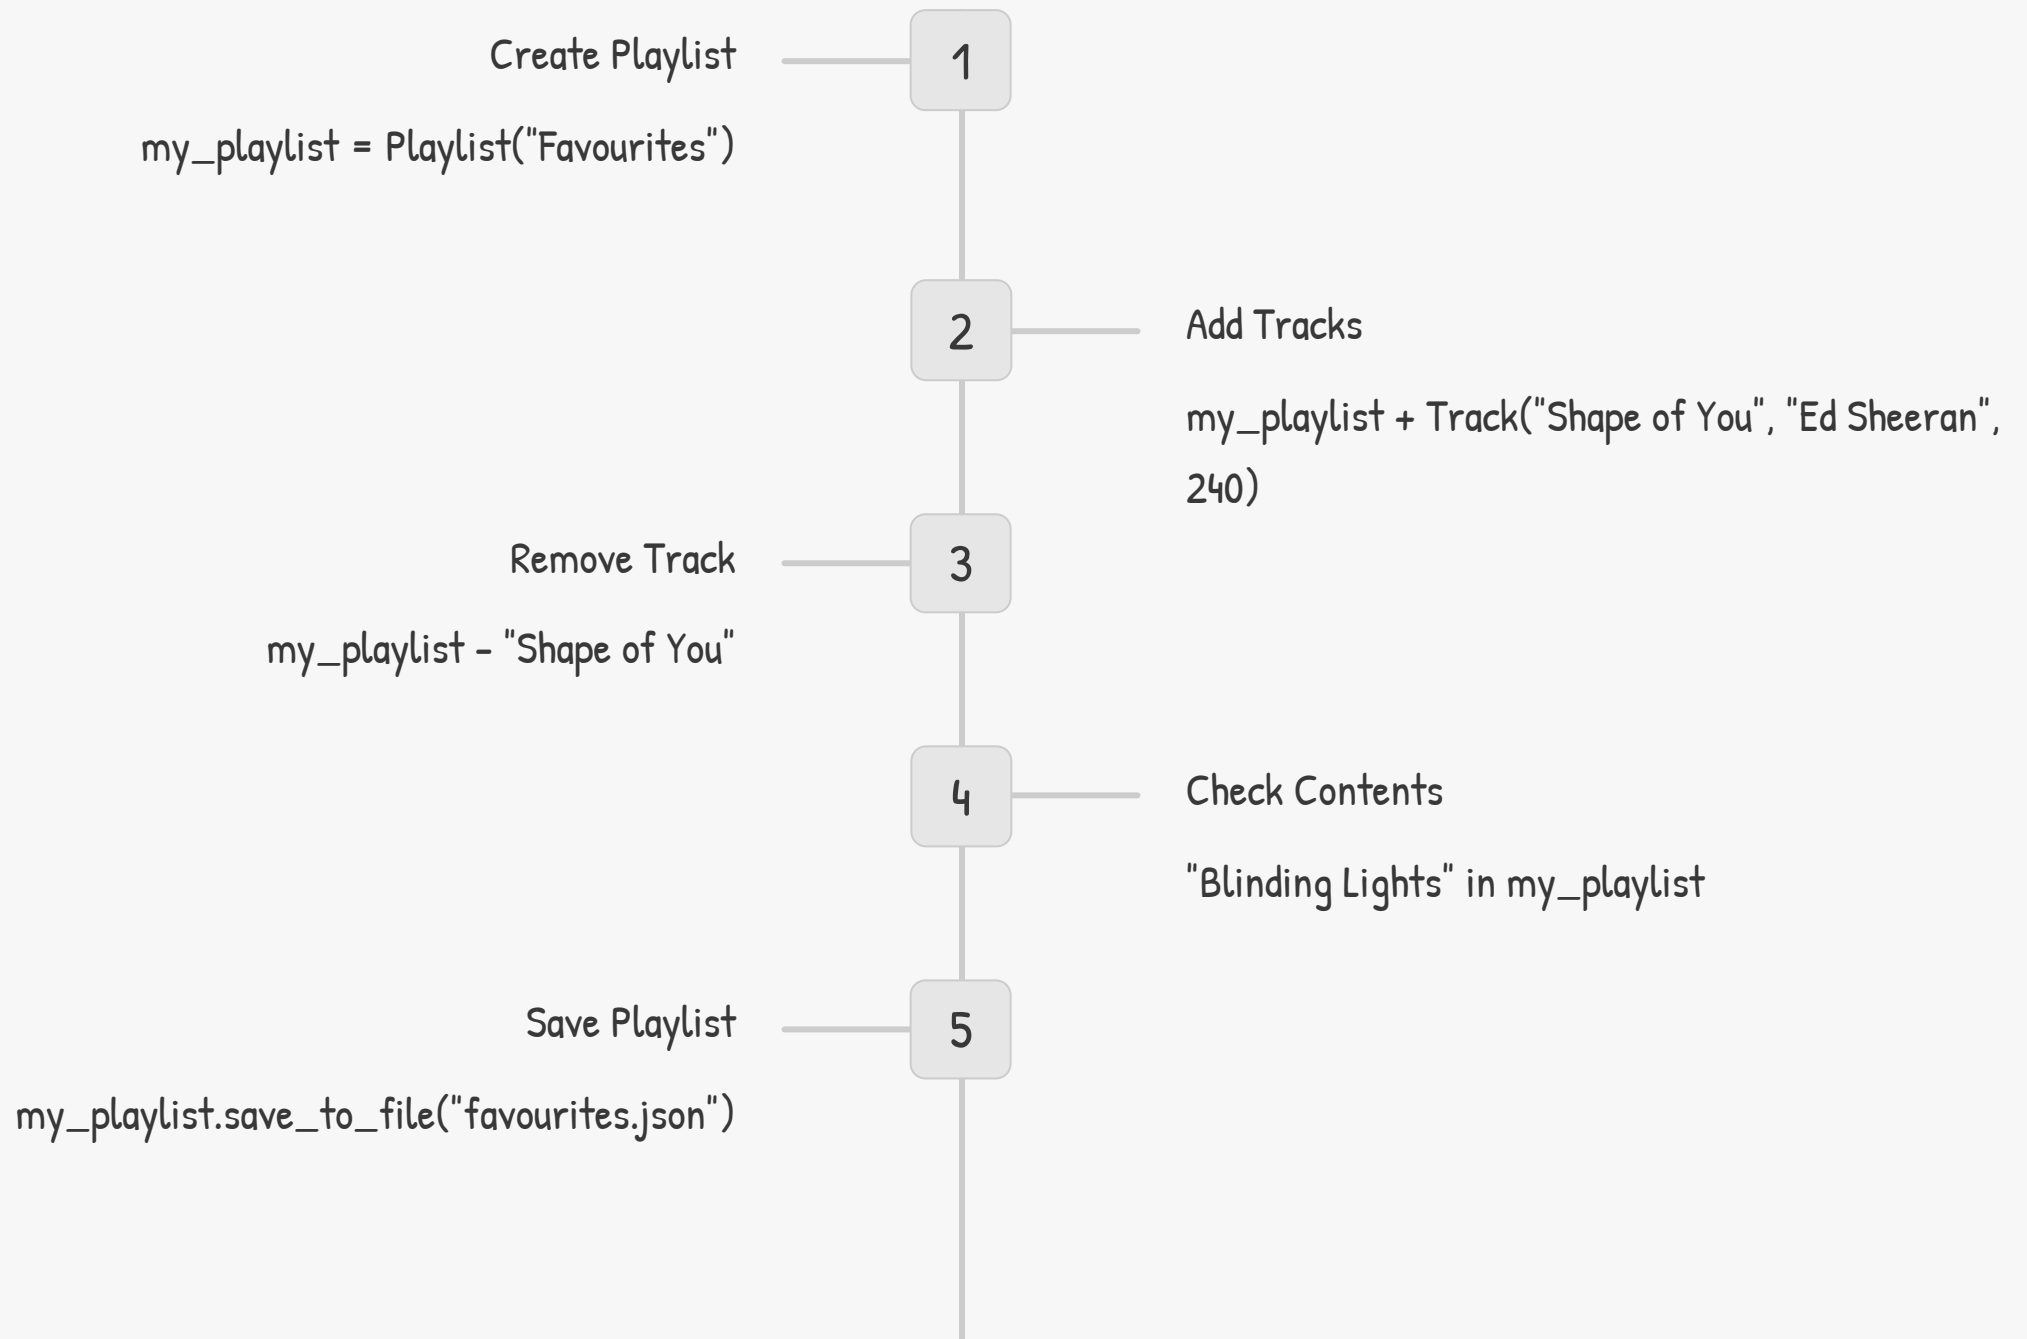 1
Create Playlist
my_playlist = Playlist("Favourites")
2
Add Tracks
my_playlist + Track("Shape of You", "Ed Sheeran",
240)
3
Remove Track
my_playlist - "Shape of You"
4
Check Contents
"Blinding Lights" in my_playlist
5
Save Playlist
my_playlist.save_to_file("favourites.json")